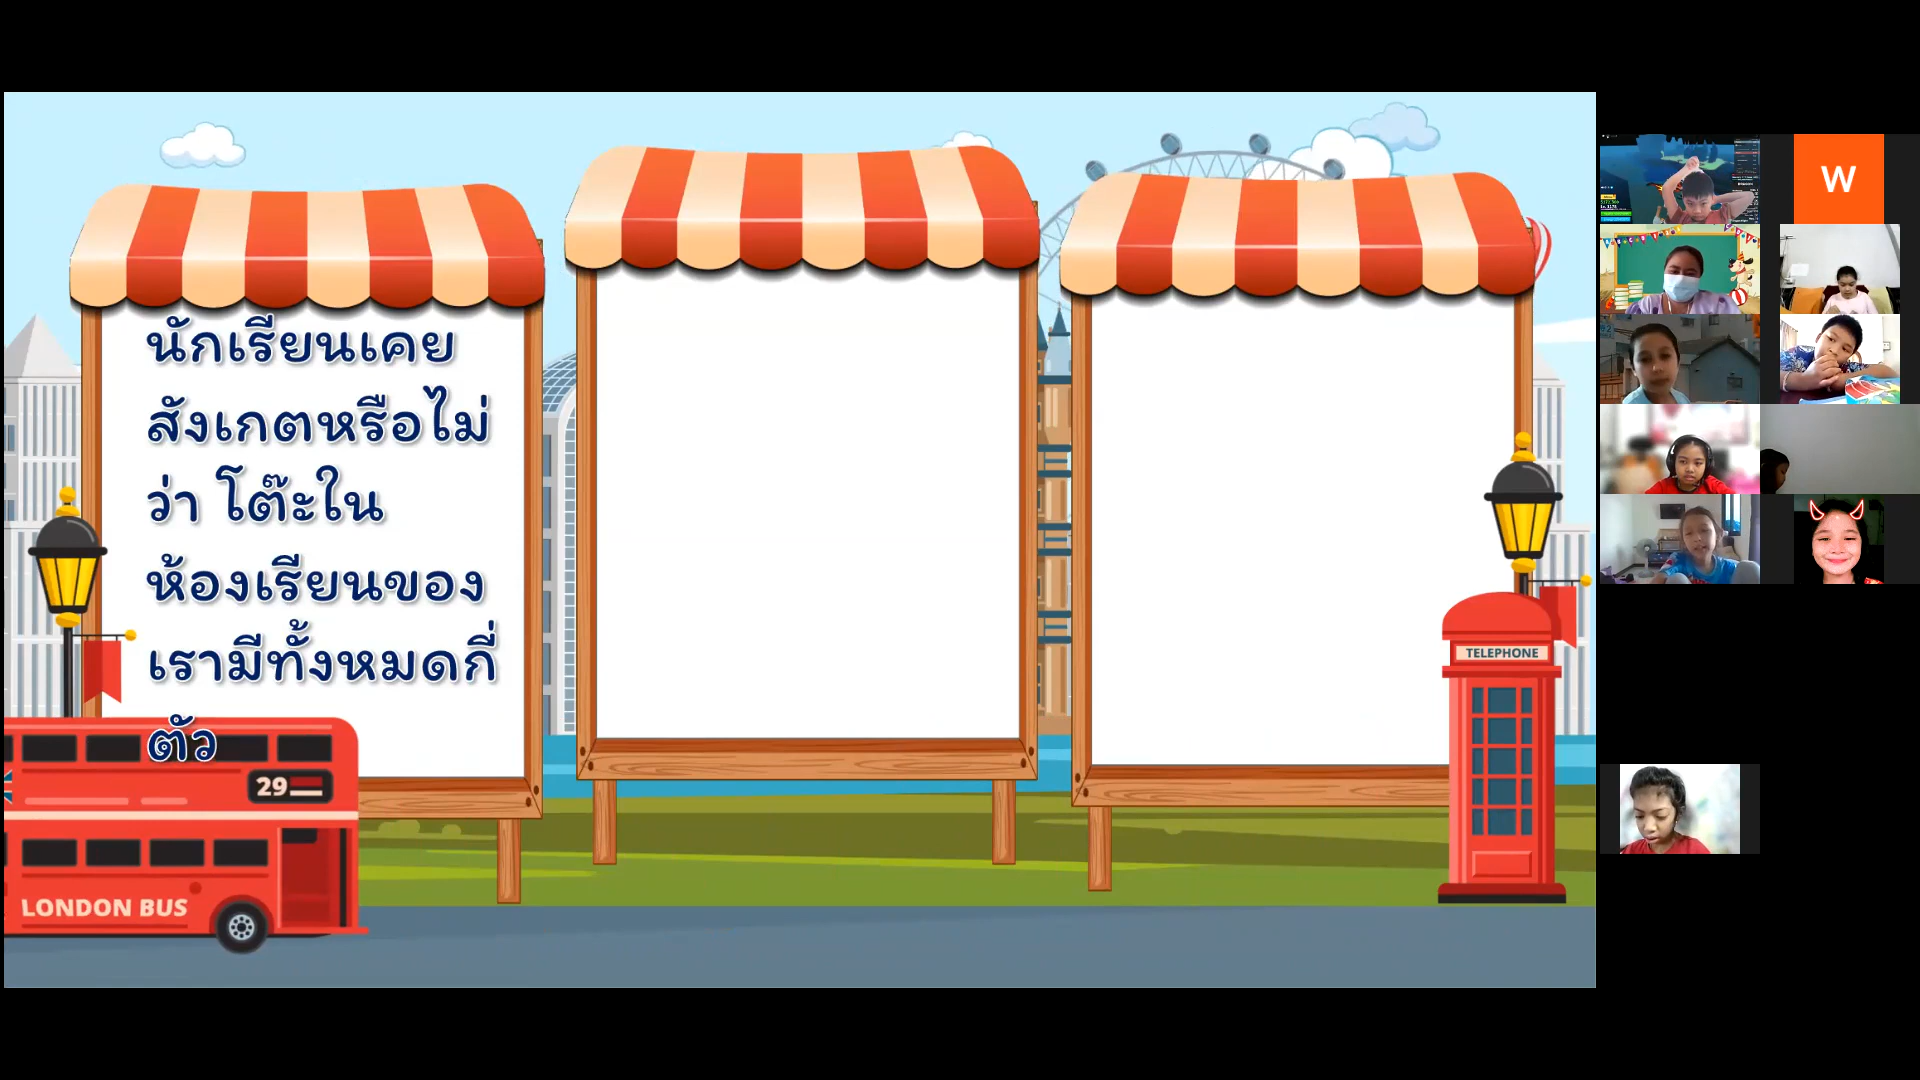 นักเรียนเคย
สังเกตหรือไม่
ว่า โต๊ะใน
ห้องเรียนของ
เรามีทั้งหมดกี่
ตัว
29
LONDON BUS
TELEPHONE
W